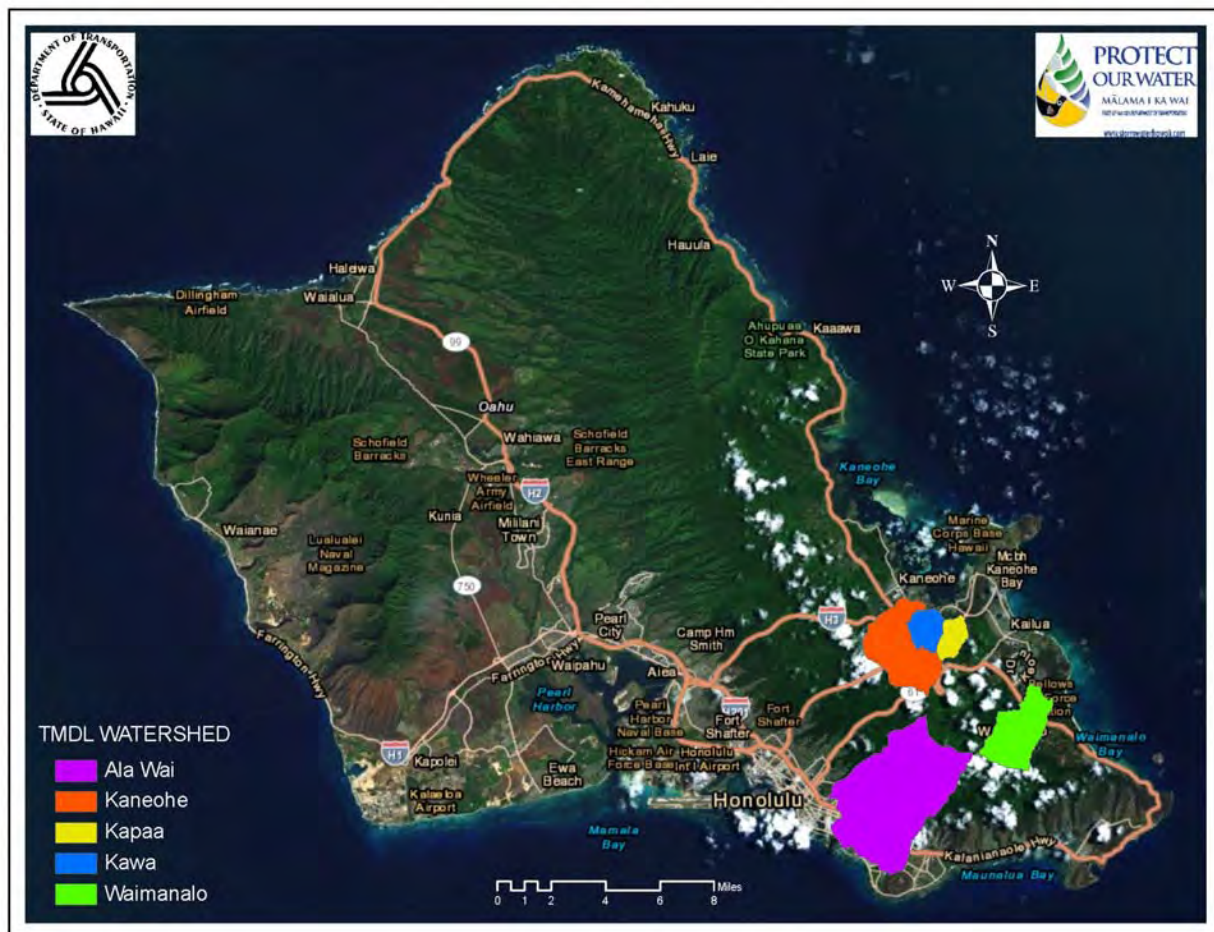 DEPARTMENT OF TRANSPORTATION
STATE OF HAWAII
PROTECT
OUR WATER
MĀLAMA I KA WAI
Kahuku
Kamehameha Hwy
Laie
Hauula
N
W
E
S
Haleiwa
Dillingham
Airfield
Waialua
99
Ahupuaa
O Kahana
State Park
Kaaawa
Oahu
Wahiawa
Schofield
Barracks
Schofield
Barracks
East Range
Wheeler
Army
Airfield
H2
Kaneohe
Bay
Kunia
Mililani
Town
Waianae
Lualualei
Naval
Magazine
Marine
Corps Base
Hawaii
Mcbh
Kaneohe
Bay
Kaneohe
750
Pearl
City
Camp Hm
Smith
H3
Kailua
Farrington Hwy
Farrington Hwy
Waipahu
Aiea
Pearl
Harbor
Pearl
Harbor
Naval Base
Fort
Shafter
Fort
Shafter
Waimanalo
Bay
H1
Kapolei
Hickam Air
Force Base
Honolulu
Int'l Airport
Ewa
Beach
Kalaeloa
Airport
Honolulu
Mamala
Bay
Kalanianaole Hwy
Maunalua Bay
TMDL WATERSHED
Ala Wai
Kaneohe
Kapaa
Kawa
Waimanalo
Miles
0 1 2 4 6 8